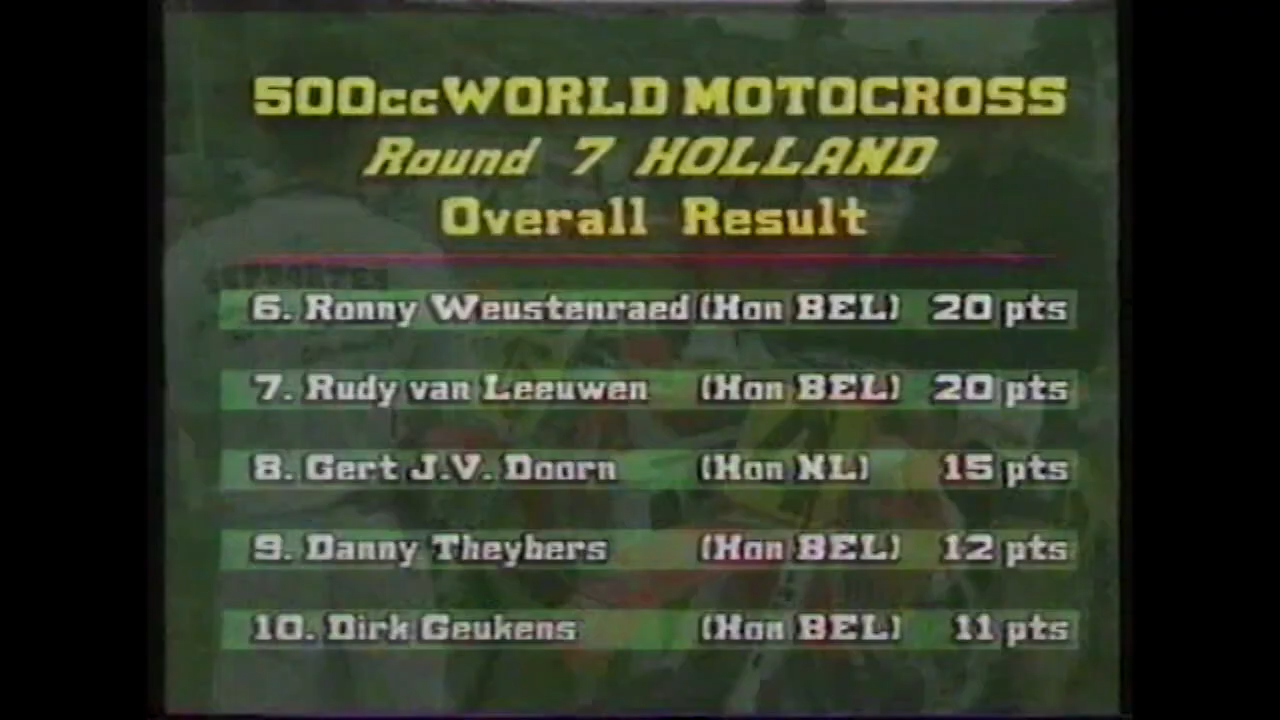 500cc WORLD MOTOCROSS
Round 7 HOLLAND
Overall Result
6. Ronny Weustenraed (Hon BEL) 20 pts
7. Rudy van Leeuwen (Hon BEL) 20 pts
8. Gert J.V. Doorn (Hon NL) 15 pts
9. Danny Theybers (Hon BEL) 12 pts
10. Dirk Geukens (Hon BEL) 11 pts